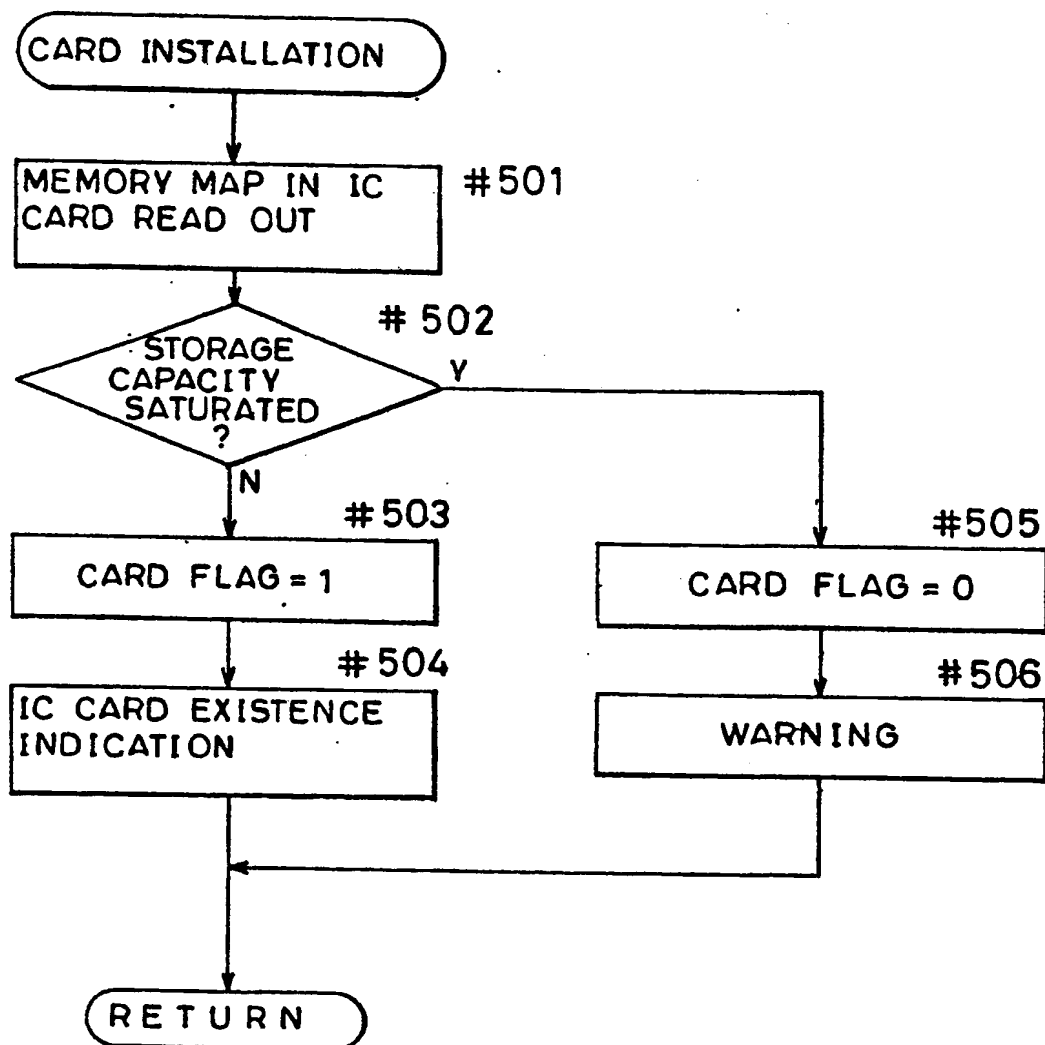 CARD INSTALLATION
MEMORY MAP IN IC
CARD READ OUT
#501
#502
STORAGE
CAPACITY
SATURATED
?
Y
N
#503
CARD FLAG = 1
#504
IC CARD EXISTENCE
INDICATION
#505
CARD FLAG = 0
#506
WARNING
RETURN